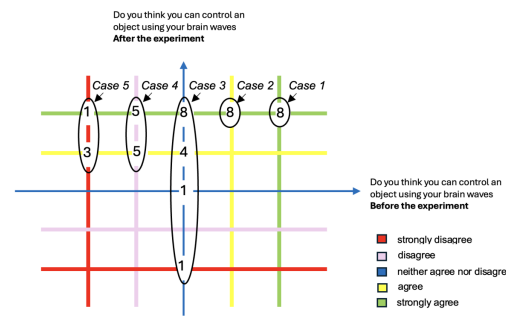 Do you think you can control an
object using your brain waves
After the experiment
Case 5 Case 4 Case 3 Case 2 Case 1
1 5 8 8 8
3 5 4
1
Do you think you can control an
object using your brain waves
Before the experiment
1
strongly disagree
disagree
neither agree nor disagree
agree
strongly agree